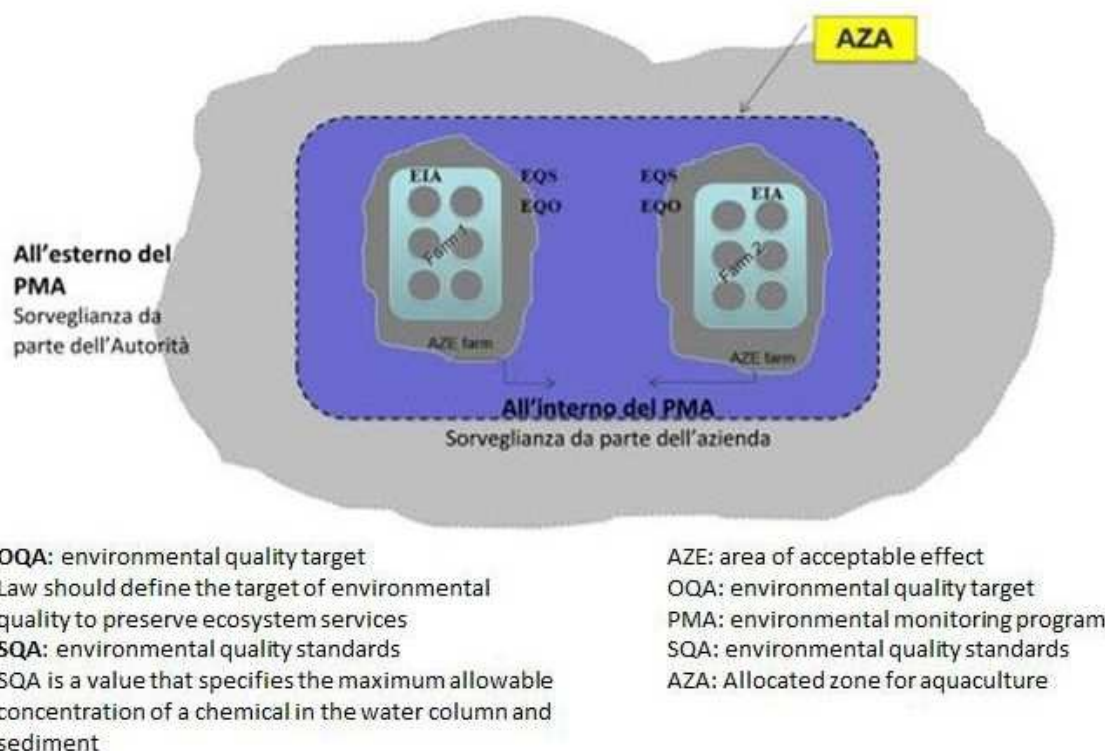 AZA
EIA
EQS
EQO
Farm 1
AZE farm
EQS
EQO
EIA
Farm 2
AZE farm
All'esterno del
PMA
Sorveglianza da
parte dell'Autorità
All'interno del PMA
Sorveglianza da parte dell'azienda
OQA: environmental quality target
Law should define the target of environmental
quality to preserve ecosystem services
SQA: environmental quality standards
SQA is a value that specifies the maximum allowable
concentration of a chemical in the water column and
sediment
AZE: area of acceptable effect
OQA: environmental quality target
PMA: environmental monitoring program
SQA: environmental quality standards
AZA: Allocated zone for aquaculture